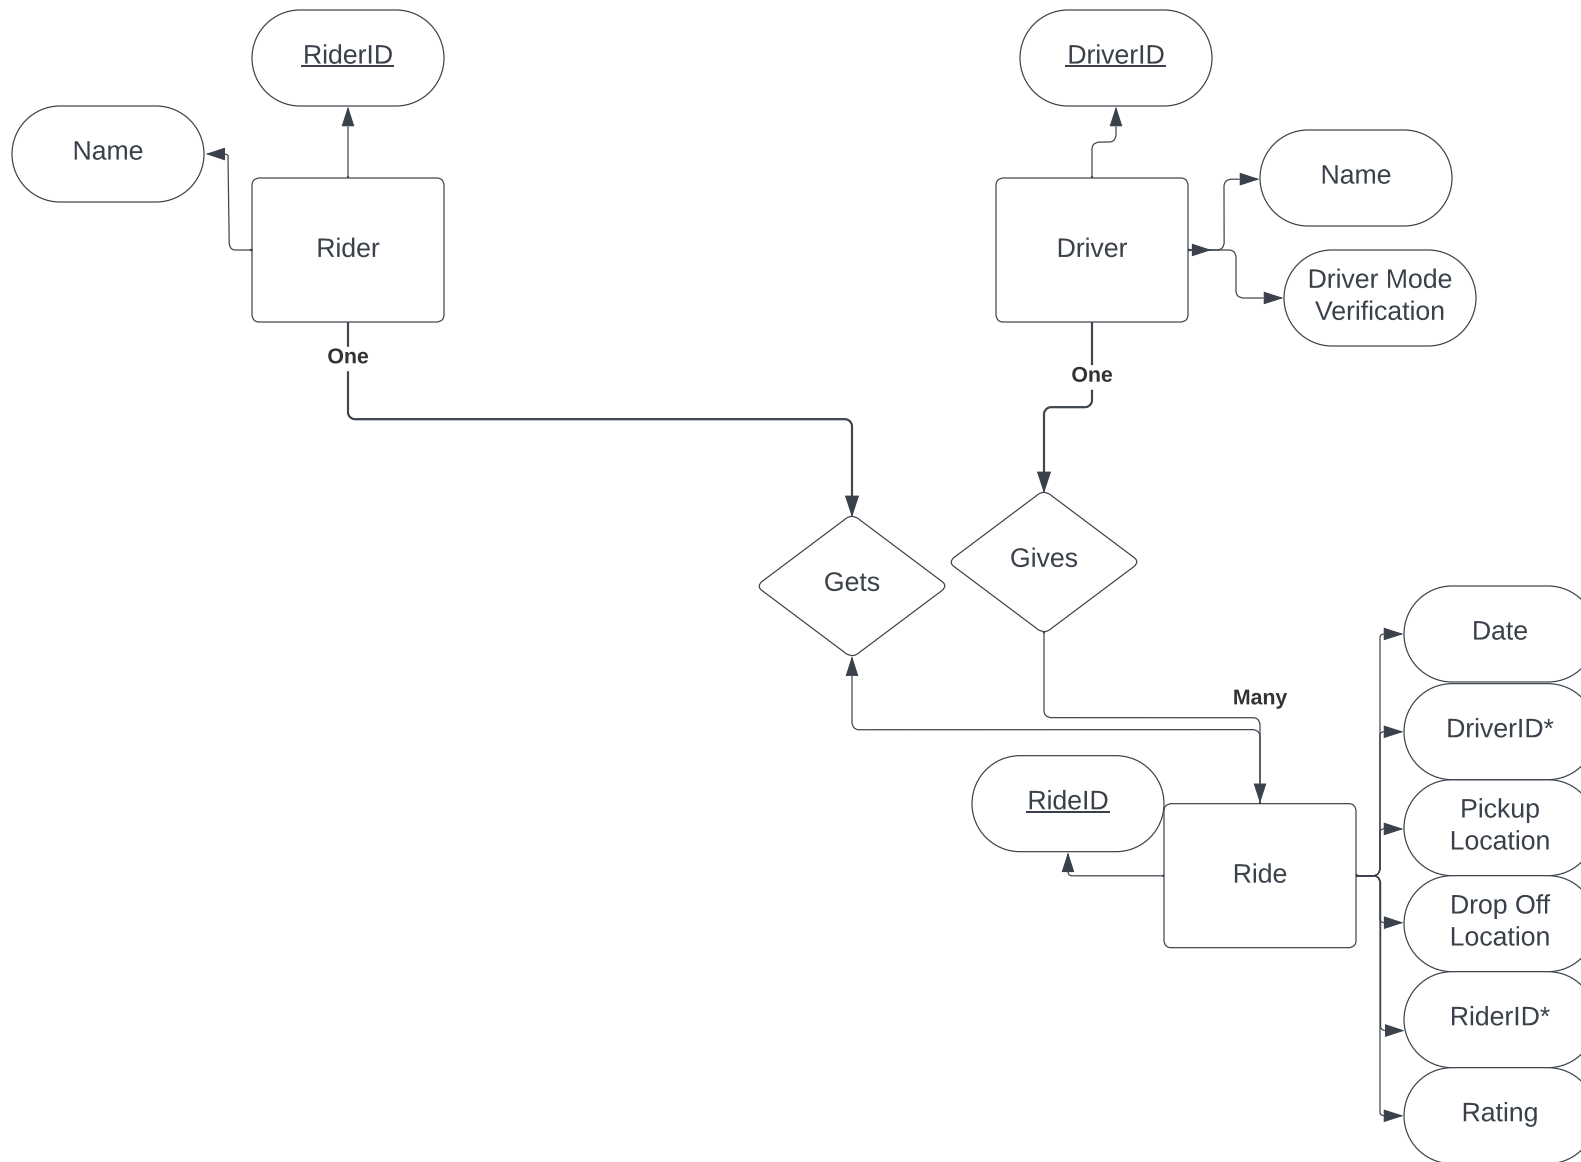 RiderID
DriverID
Name
Name
Rider
Driver
Driver Mode
Verification
One
One
Gives
Gets
Date
Many
DriverID*
RideID
Pickup
Location
Ride
Drop Off
Location
RiderID*
Rating